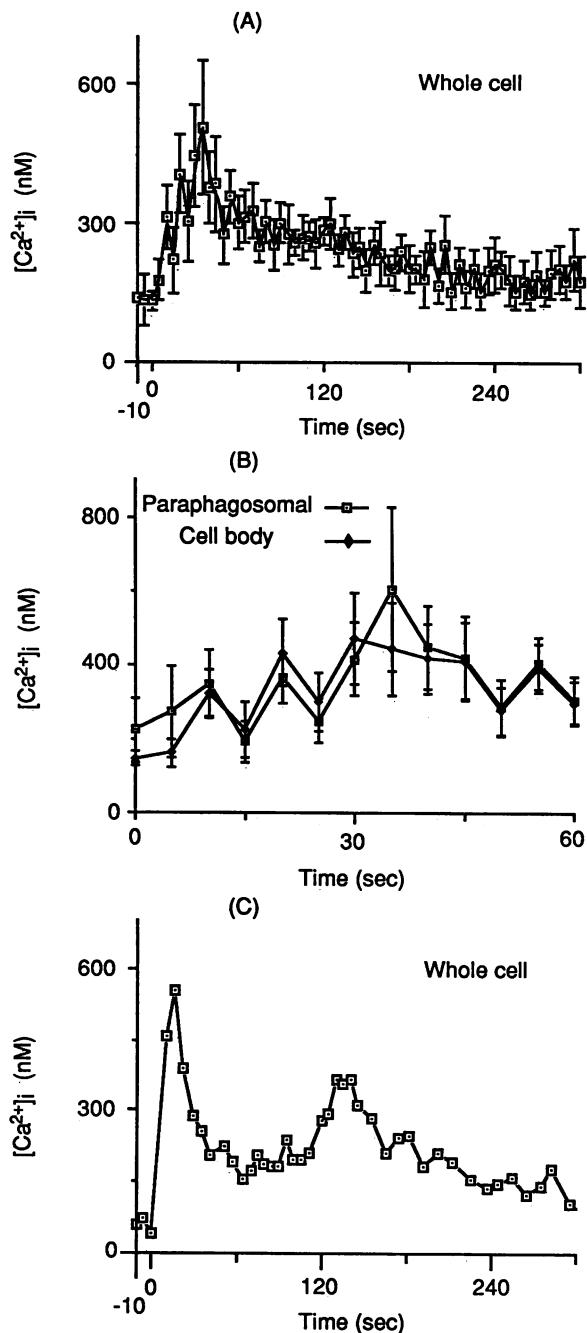 (A)
Whole cell
[Ca²⁺]i (nM)
600
300
0
-10
0
120
240
Time (sec)
(B)
Paraphagosomal
Cell body
[Ca²⁺]i (nM)
800
400
0
0
30
60
Time (sec)
(C)
Whole cell
[Ca²⁺]i (nM)
600
300
0
-10
0
120
240
Time (sec)